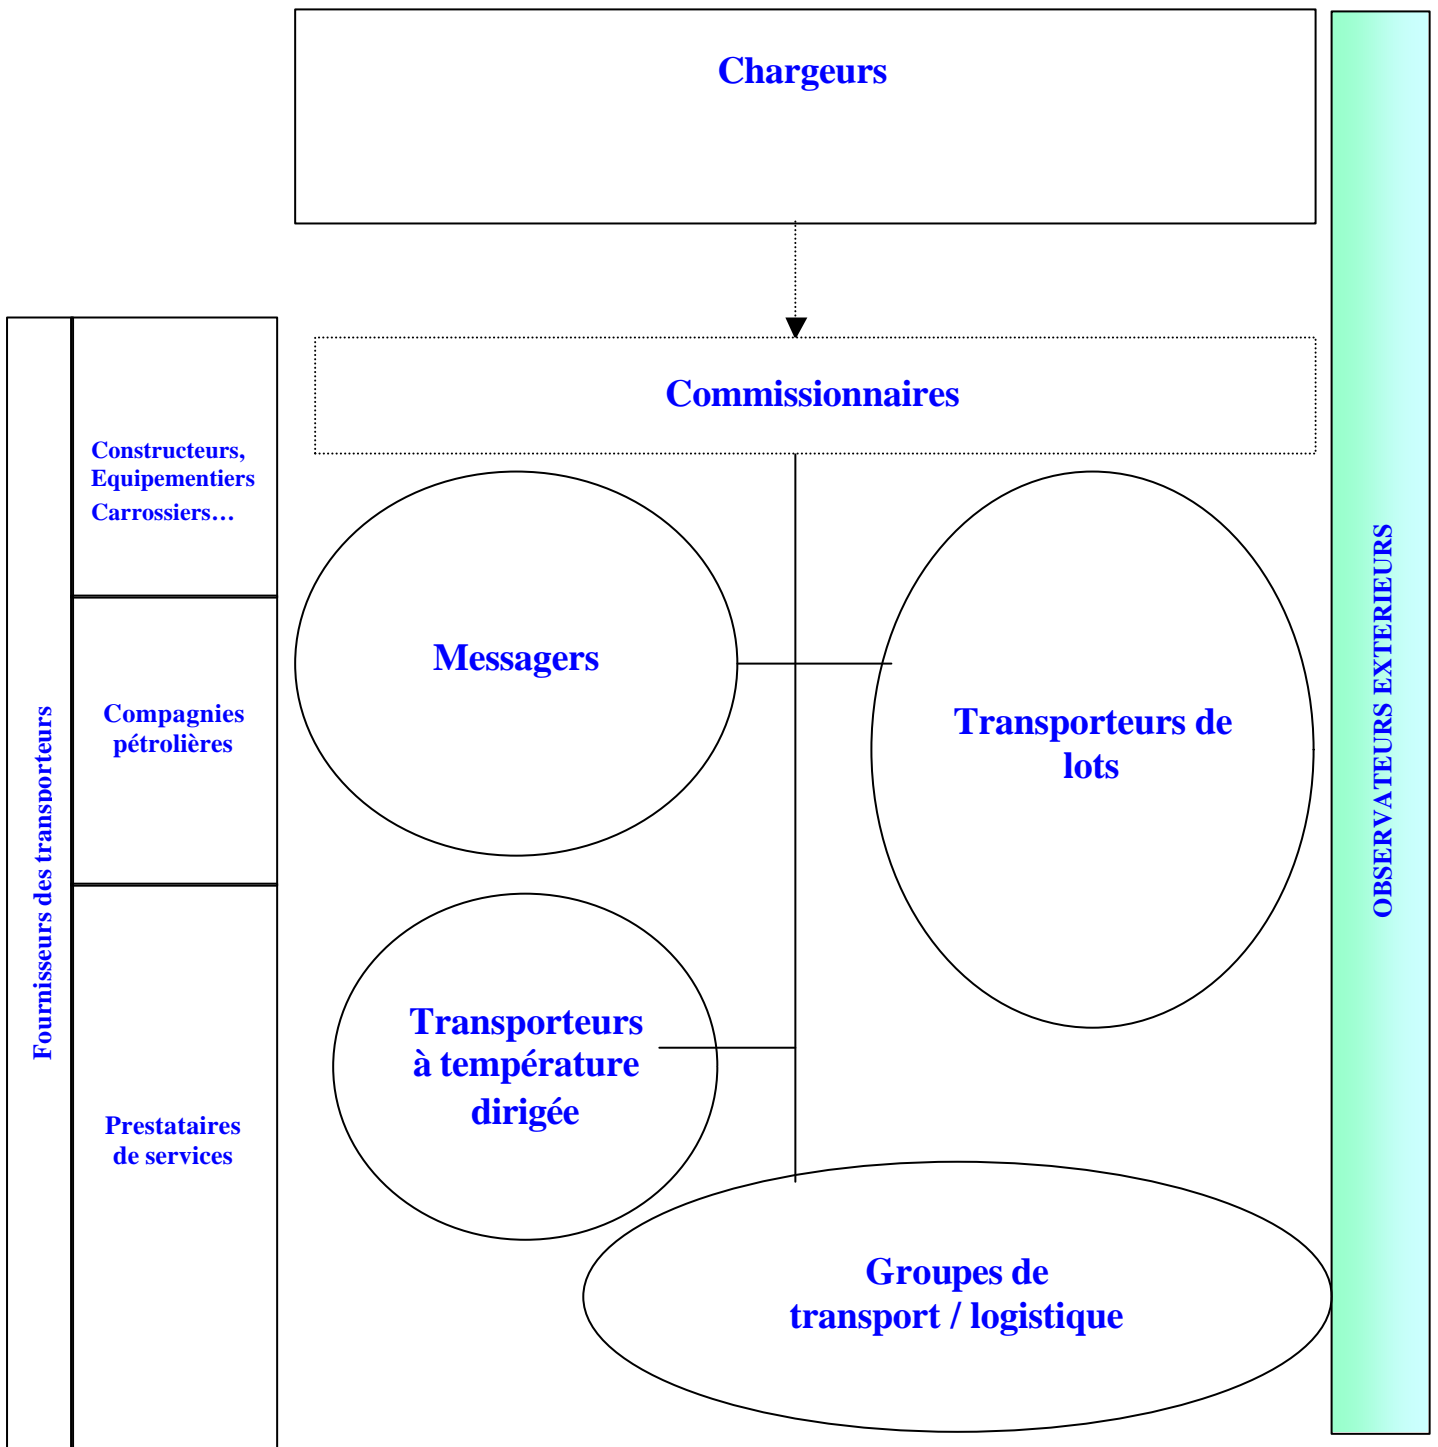 Chargeurs
Commissionnaires
Constructeurs,
Equipementiers
Carrossiers…
Messagers
Transporteurs de
lots
Compagnies
pétrolières
Fournisseurs des transporteurs
OBSERVATEURS EXTERIEURS
Transporteurs
à température
dirigée
Prestataires
de services
Groupes de
transport / logistique